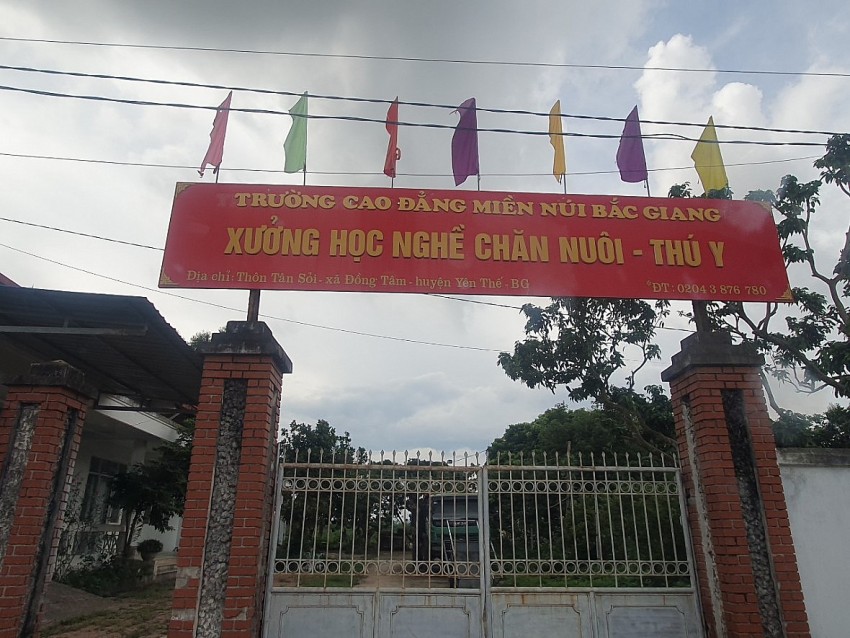 TRƯỜNG CAO ĐẲNG MIỀN NÚI BẮC GIANG
XƯỞNG HỌC NGHỀ CHĂN NUÔI - THÚ Y
Địa chỉ: Thôn Tân Sỏi - xã Đồng Tâm - huyện Yên Thế - BG
ĐT: 0204 3 876 780